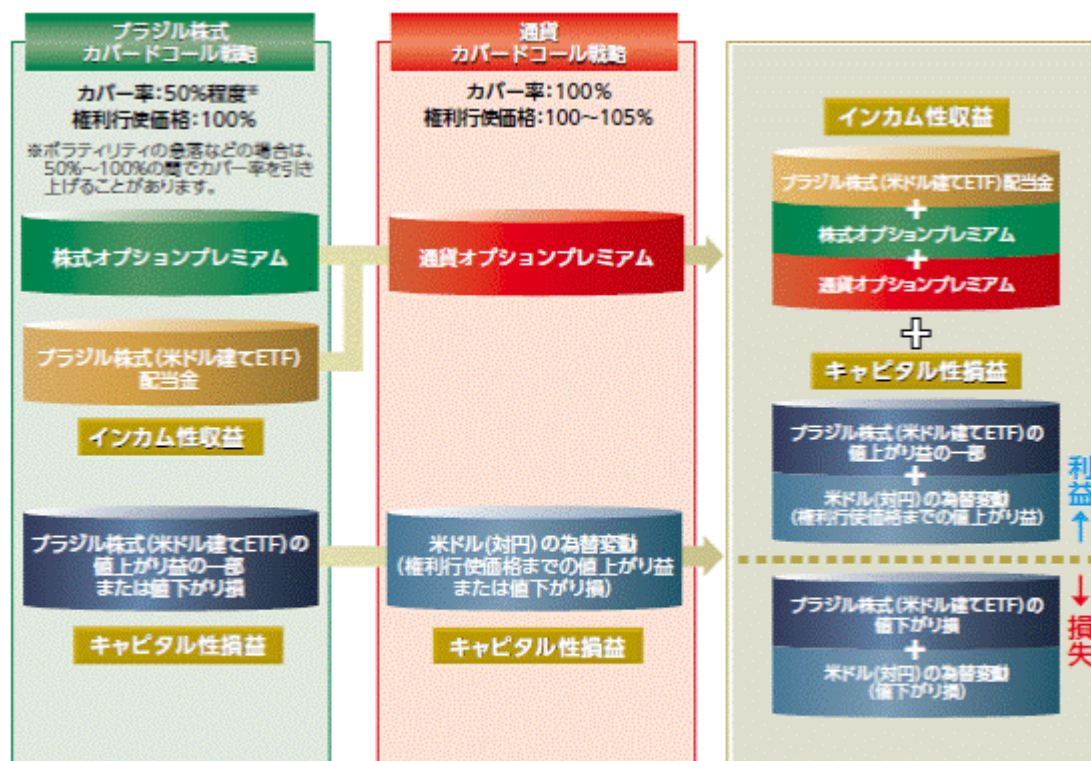 ブラジル株式
カバードコール戦略
カバー率：50%程度※
権利行使価格：100%
※ボラティリティの急落などの場合は、
50%～100%の間でカバー率を引き
上げることがあります。
株式オプションプレミアム
ブラジル株式（米ドル建てETF）
配当金
インカム性収益
ブラジル株式（米ドル建てETF）の
値上がり益の一部
または値下がり損
キャピタル性損益
通貨
カバードコール戦略
カバー率：100%
権利行使価格：100～105%
通貨オプションプレミアム
米ドル（対円）の為替変動
（権利行使価格までの値上がり益
または値下がり損）
キャピタル性損益
インカム性収益
ブラジル株式（米ドル建てETF）配当金
+
株式オプションプレミアム
+
通貨オプションプレミアム
+
キャピタル性損益
ブラジル株式（米ドル建てETF）の
値上がり益の一部
+
米ドル（対円）の為替変動
（権利行使価格までの値上がり益）
利益↑
ブラジル株式（米ドル建てETF）の
値下がり損
+
米ドル（対円）の為替変動
（値下がり損）
↓損失